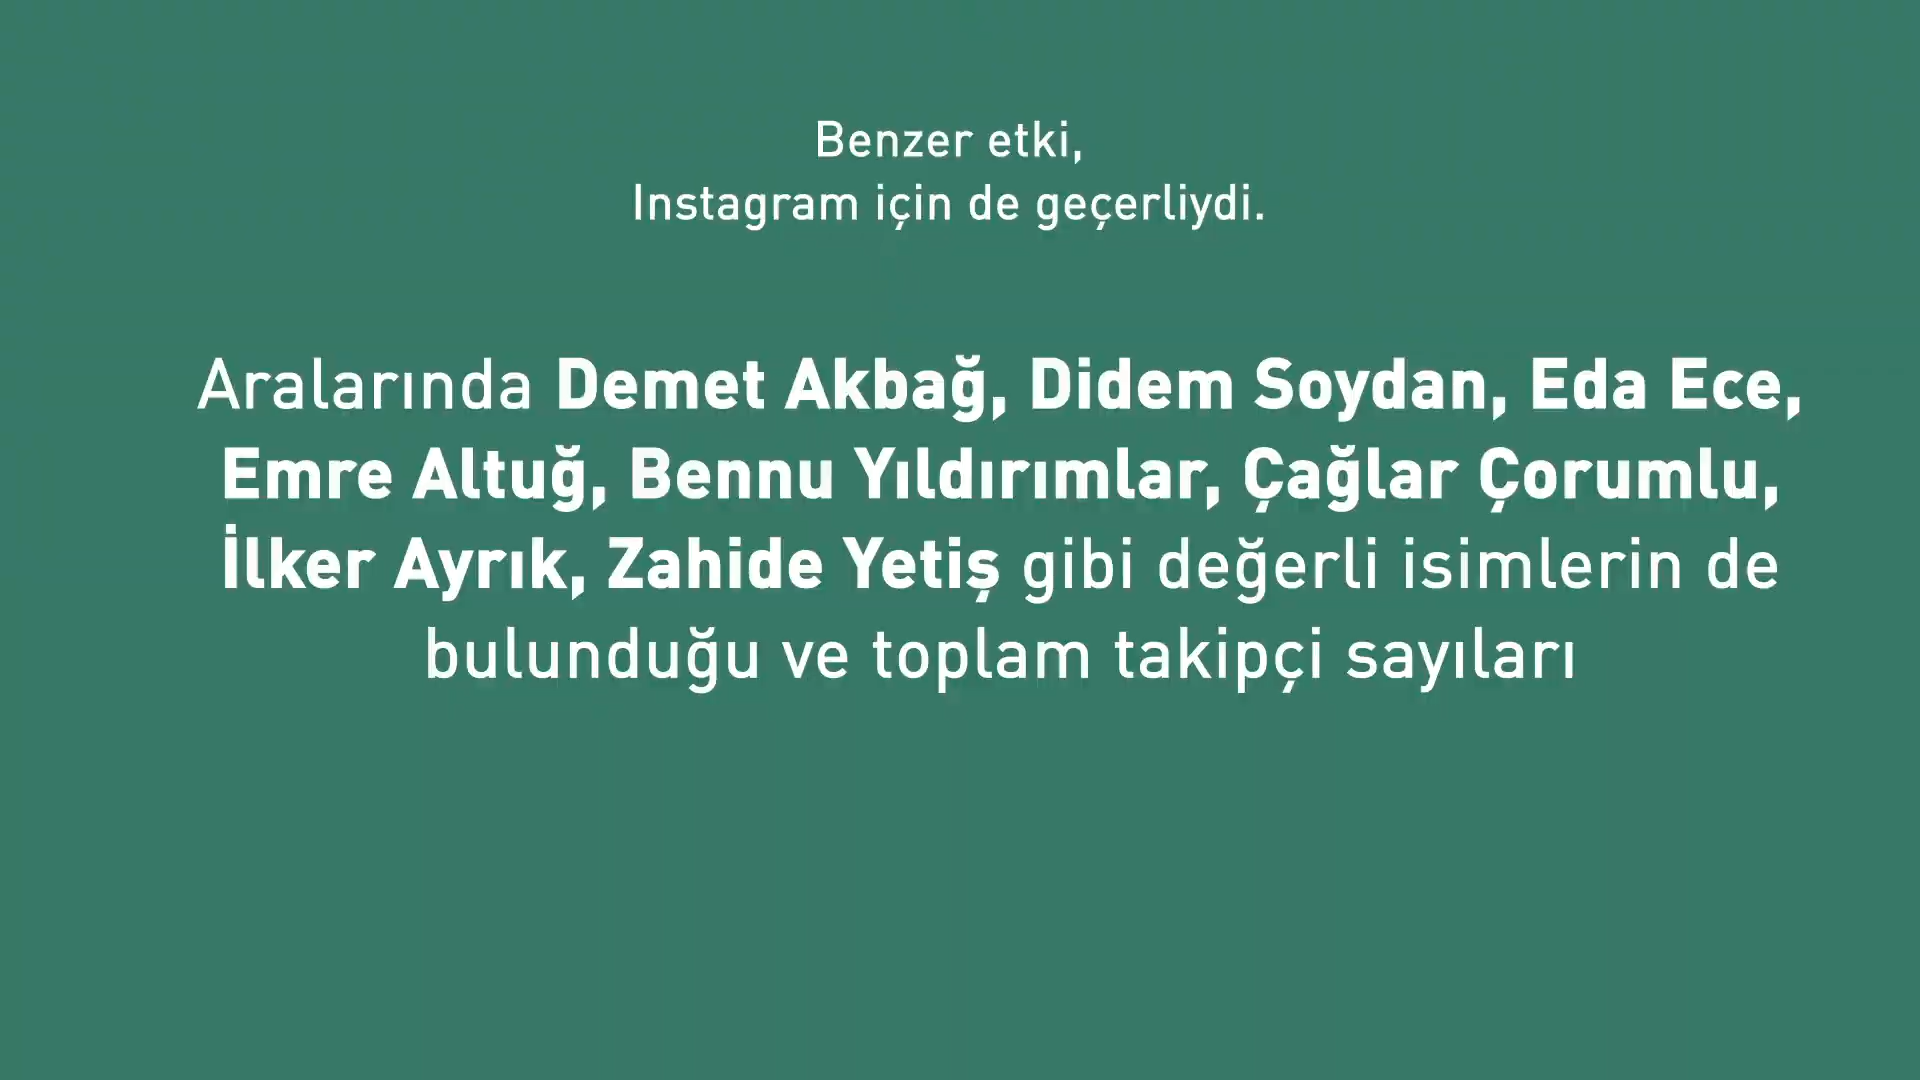 Benzer etki,
Instagram için de geçerliydi.
Aralarında Demet Akbağ, Didem Soydan, Eda Ece,
Emre Altuğ, Bennu Yıldırımlar, Çağlar Çorumlu,
İlker Ayrık, Zahide Yetiş gibi değerli isimlerin de
bulunduğu ve toplam takipçi sayıları